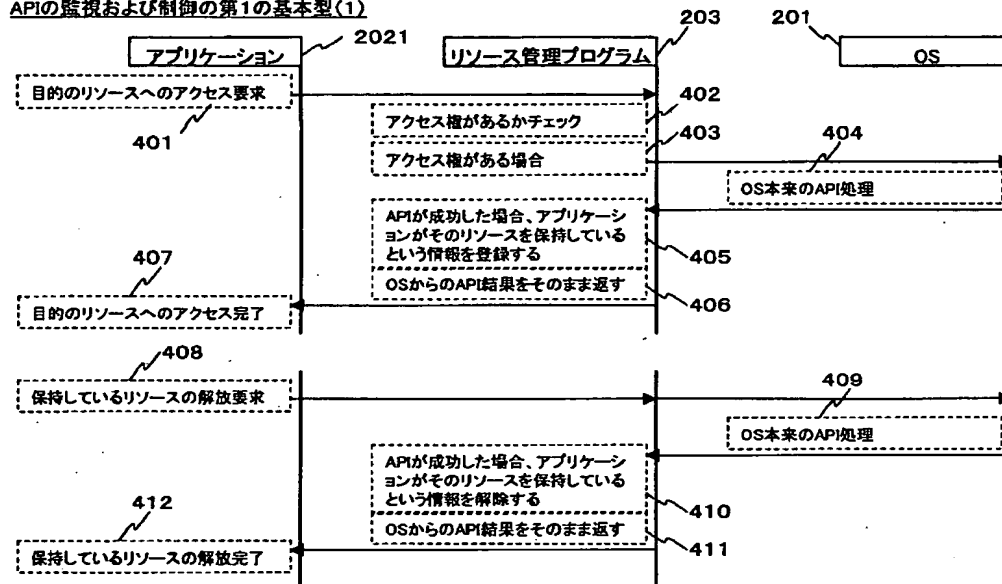 APIの監視および制御の第1の基本型(1)
2021
203
201
アプリケーション
リソース管理プログラム
OS
目的のリソースへのアクセス要求
401
アクセス権があるかチェック
402
アクセス権がある場合
403
404
OS本来のAPI処理
APIが成功した場合、アプリケーシ
ョンがそのリソースを保持している
という情報を登録する
405
OSからのAPI結果をそのまま返す
406
407
目的のリソースへのアクセス完了
408
保持しているリソースの解放要求
409
OS本来のAPI処理
APIが成功した場合、アプリケーシ
ョンがそのリソースを保持している
という情報を解除する
410
OSからのAPI結果をそのまま返す
411
412
保持しているリソースの解放完了